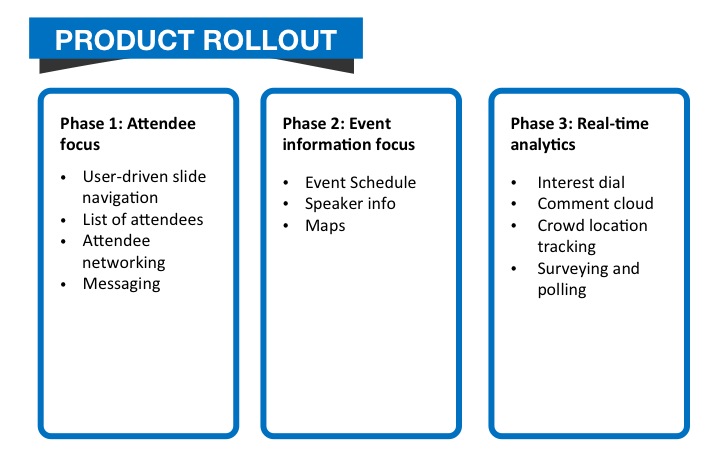 PRODUCT ROLLOUT
Phase 1: Attendee
focus
• User-driven slide
navigation
• List of attendees
• Attendee
networking
• Messaging
Phase 2: Event
information focus
• Event Schedule
• Speaker info
• Maps
Phase 3: Real-time
analytics
• Interest dial
• Comment cloud
• Crowd location
tracking
• Surveying and
polling